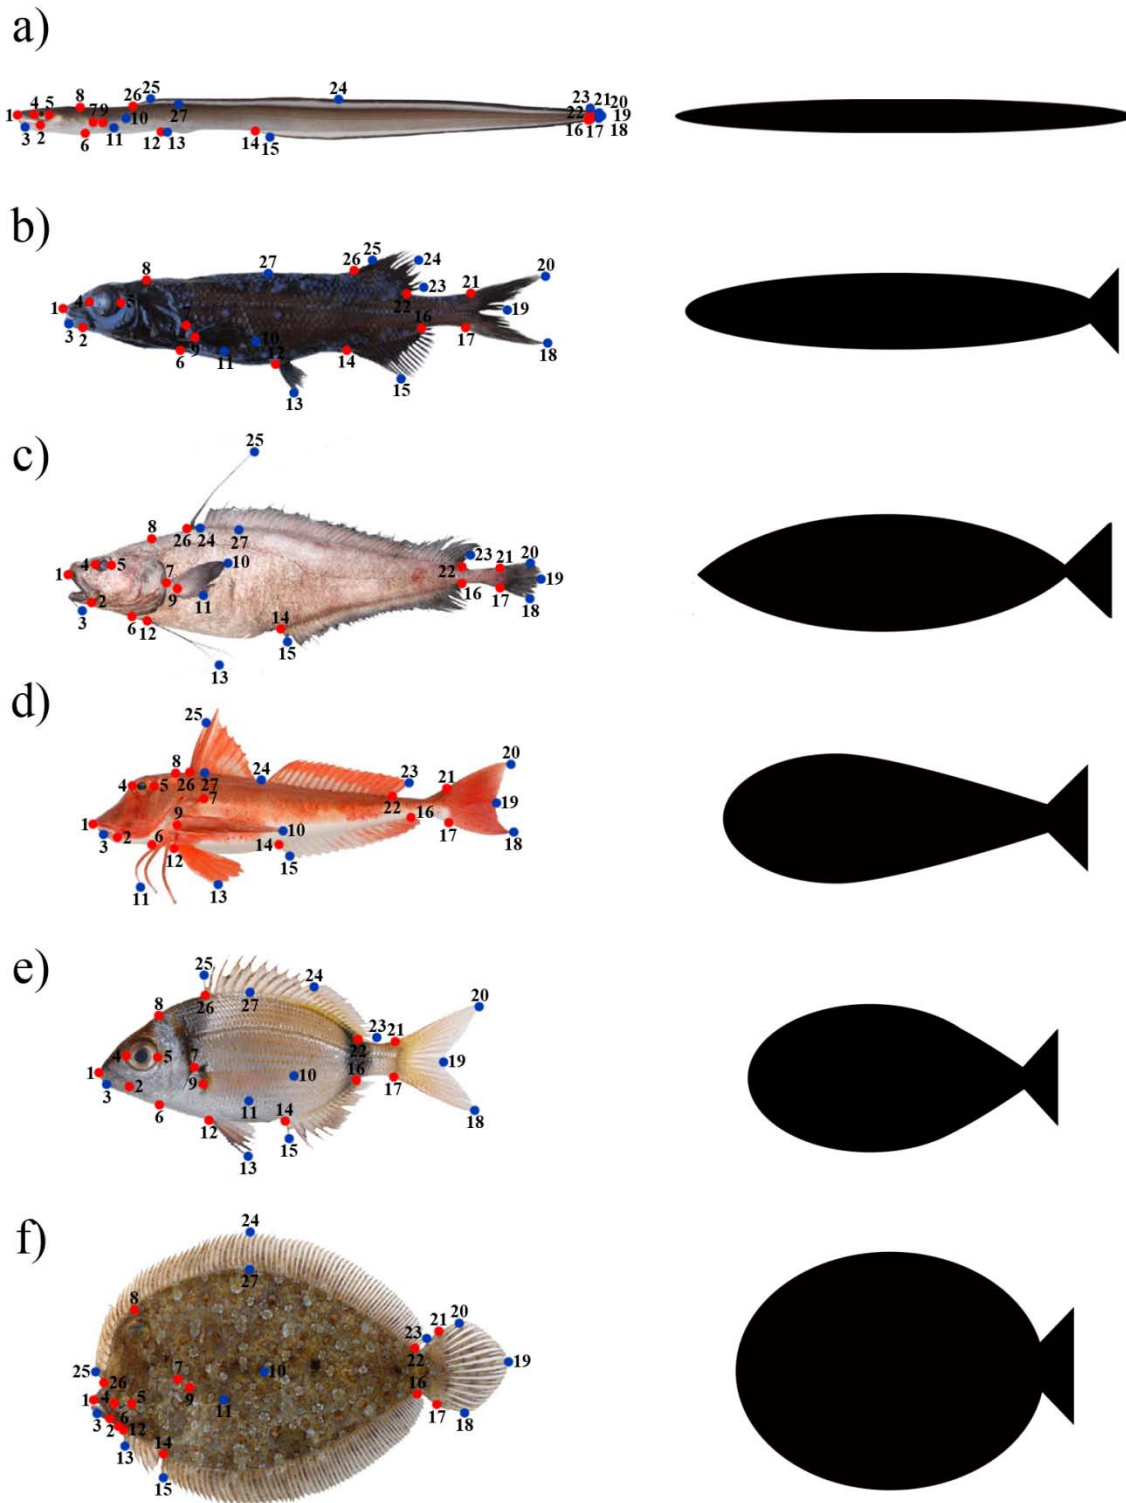 a)
26 25 24 23 21 20
1 4 5 8 7 9 10 27 22 19
3 2 6 11 12 13 14 15 16 17 18
b)
8 27 26 25 24 20
23 21
1 4 5 22 19
3 2 7 9 10 16 17 18
6 11 12 14
13 15
c)
25
8 26 24 27
1 4 5 7 10 22 23 21 20
9 11 16 17 19
3 2 18
6 12 14
13 15
d)
25
8 26 27 24 23 21 20
4 5 7 22 19
1 9 10 16
3 2 6 12 14 15 17 18
11 13
e)
25 24
8 26 27 20
4 5 7 22 23 21 19
1 2 9 10 16 17
3 6 11 14 18
12 15
13
f)
24
27
8 23 21 20
25 26 7 10 22 19
1 4 5 9 11 16
3 2 6 12 17 18
13 14
15